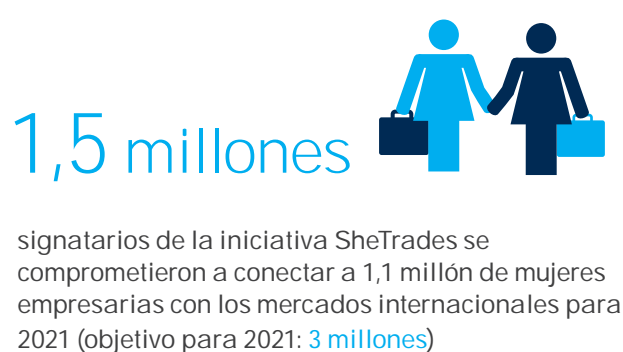 1,5 millones
signatarios de la iniciativa SheTrades se
comprometieron a conectar a 1,1 millón de mujeres
empresarias con los mercados internacionales para
2021 (objetivo para 2021: 3 millones)